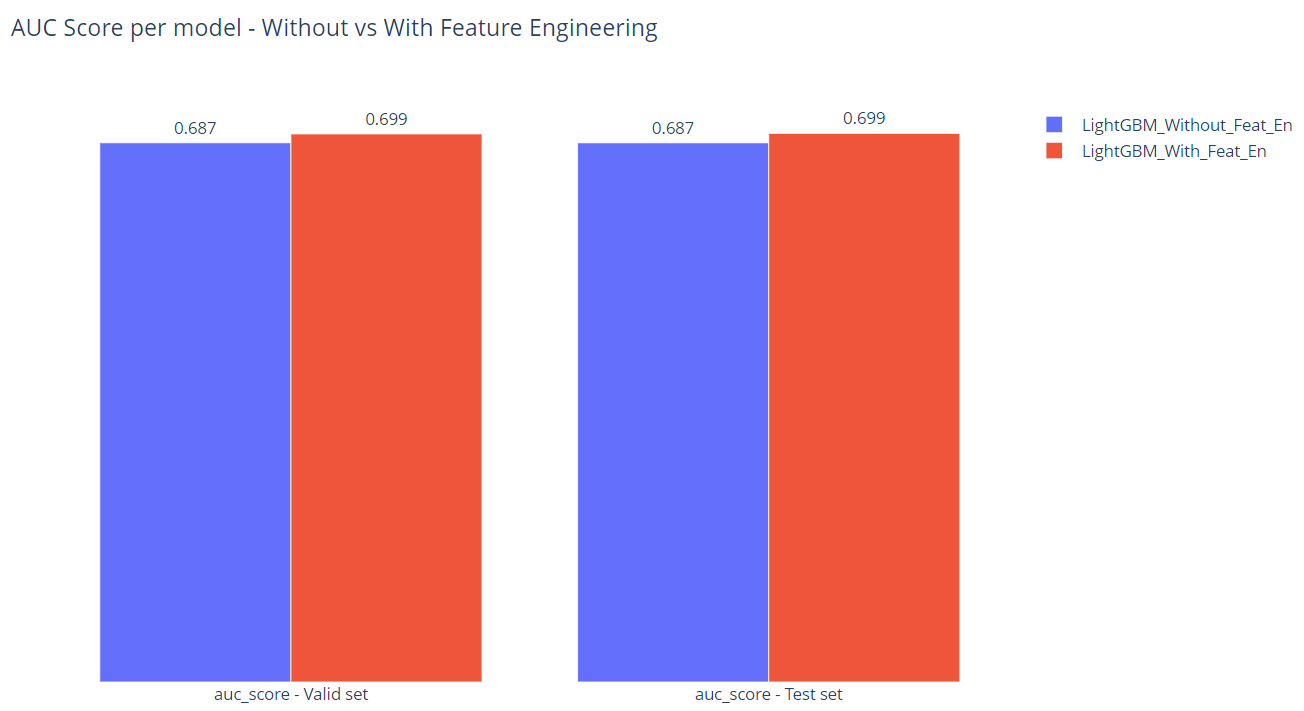 AUC Score per model - Without vs With Feature Engineering
0.687
0.699
0.687
0.699
LightGBM_Without_Feat_En
LightGBM_With_Feat_En
auc_score - Valid set
auc_score - Test set